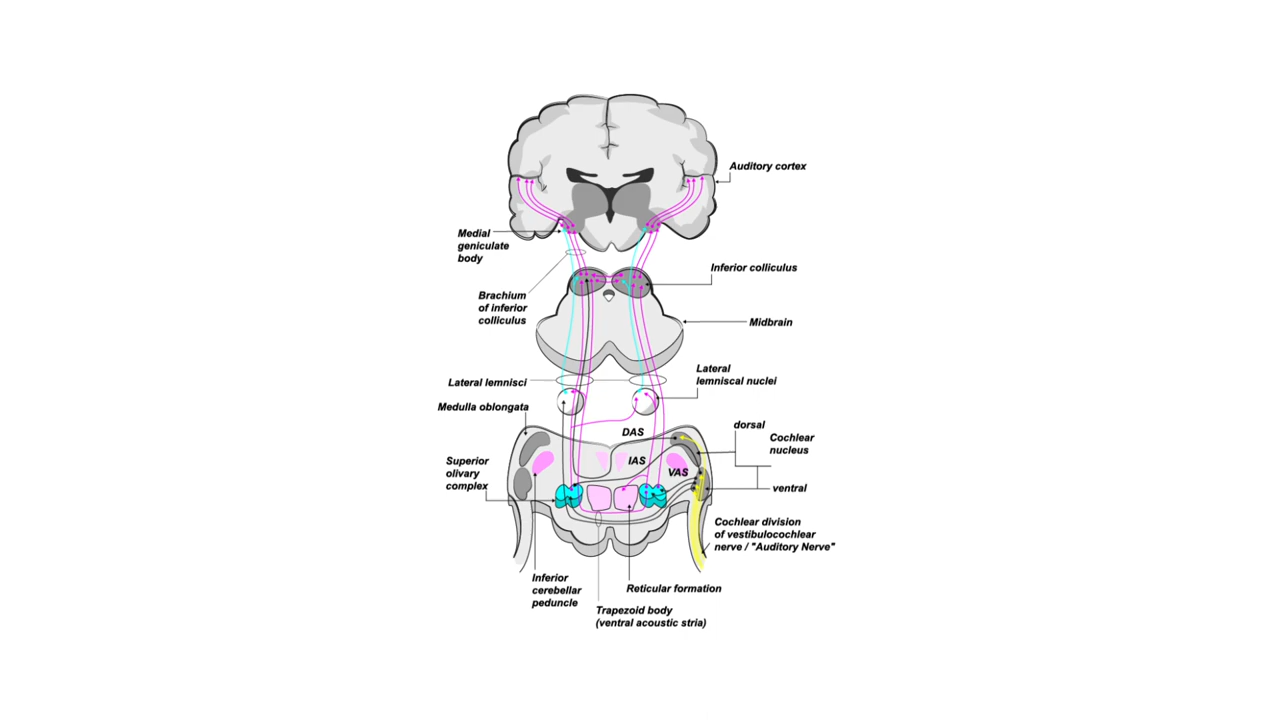 Auditory cortex
Medial
geniculate
body
Inferior colliculus
Brachium
of inferior
colliculus
Midbrain
Lateral
lemniscal nuclei
Lateral lemnisci
Medulla oblongata
DAS
dorsal
Cochlear
nucleus
IAS
VAS
Superior
olivary
complex
ventral
Cochlear division
of vestibulocochlear
nerve / "Auditory Nerve"
Inferior
cerebellar
peduncle
Reticular formation
Trapezoid body
(ventral acoustic stria)